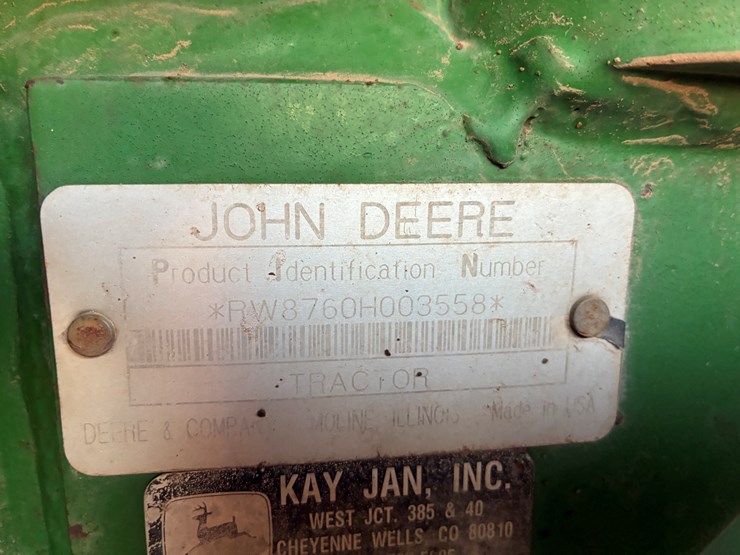 JOHN DEERE
Product Identification Number
*RW8760H003558*
TRACTOR
DEERE & COMPANY MOLINE, ILLINOIS Made in USA
KAY JAN, INC.
WEST JCT. 385 & 40
CHEYENNE WELLS, CO 80810